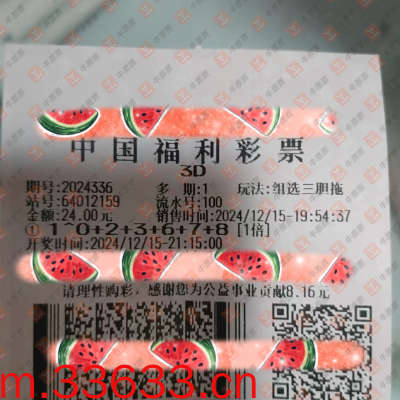 中国福利彩票
3D
期号:2024336 多 期:1 玩法:组选三胆拖
站号:64012159 流水号:100
金额:24.00元 销售时间:2024/12/15-19:54:37
① 1^0+2+3+6+7+8 [1倍]
开奖时间:2024/12/15-21:15:00
请理性购彩,感谢您为公益事业贡献8.16元
m.33633.cn